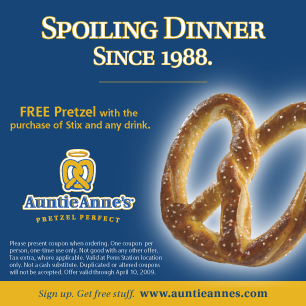 SPOILING DINNER
SINCE 1988.
FREE Pretzel with the
purchase of Stix and any drink.
AuntieAnne's
PRETZEL PERFECT
Please present coupon when ordering. One coupon per
person, one-time use only. Not good with any other offer.
Tax extra, where applicable. Valid at Penn Station location
only. Not a cash substitute. Duplicated or altered coupons
will not be accepted. Offer valid through April 10, 2009.
Sign up. Get free stuff. www.auntieannes.com